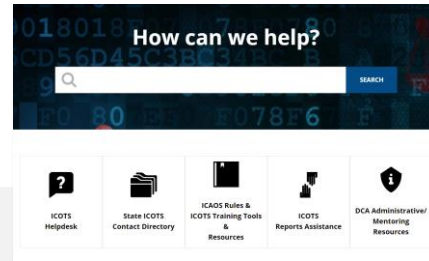 How can we help?
SEARCH
ICOTS
Helpdesk
State ICOTS
Contact Directory
ICAOS Rules &
ICOTS Training Tools
&
Resources
ICOTS
Reports Assistance
DCA Administrative/
Mentoring
Resources